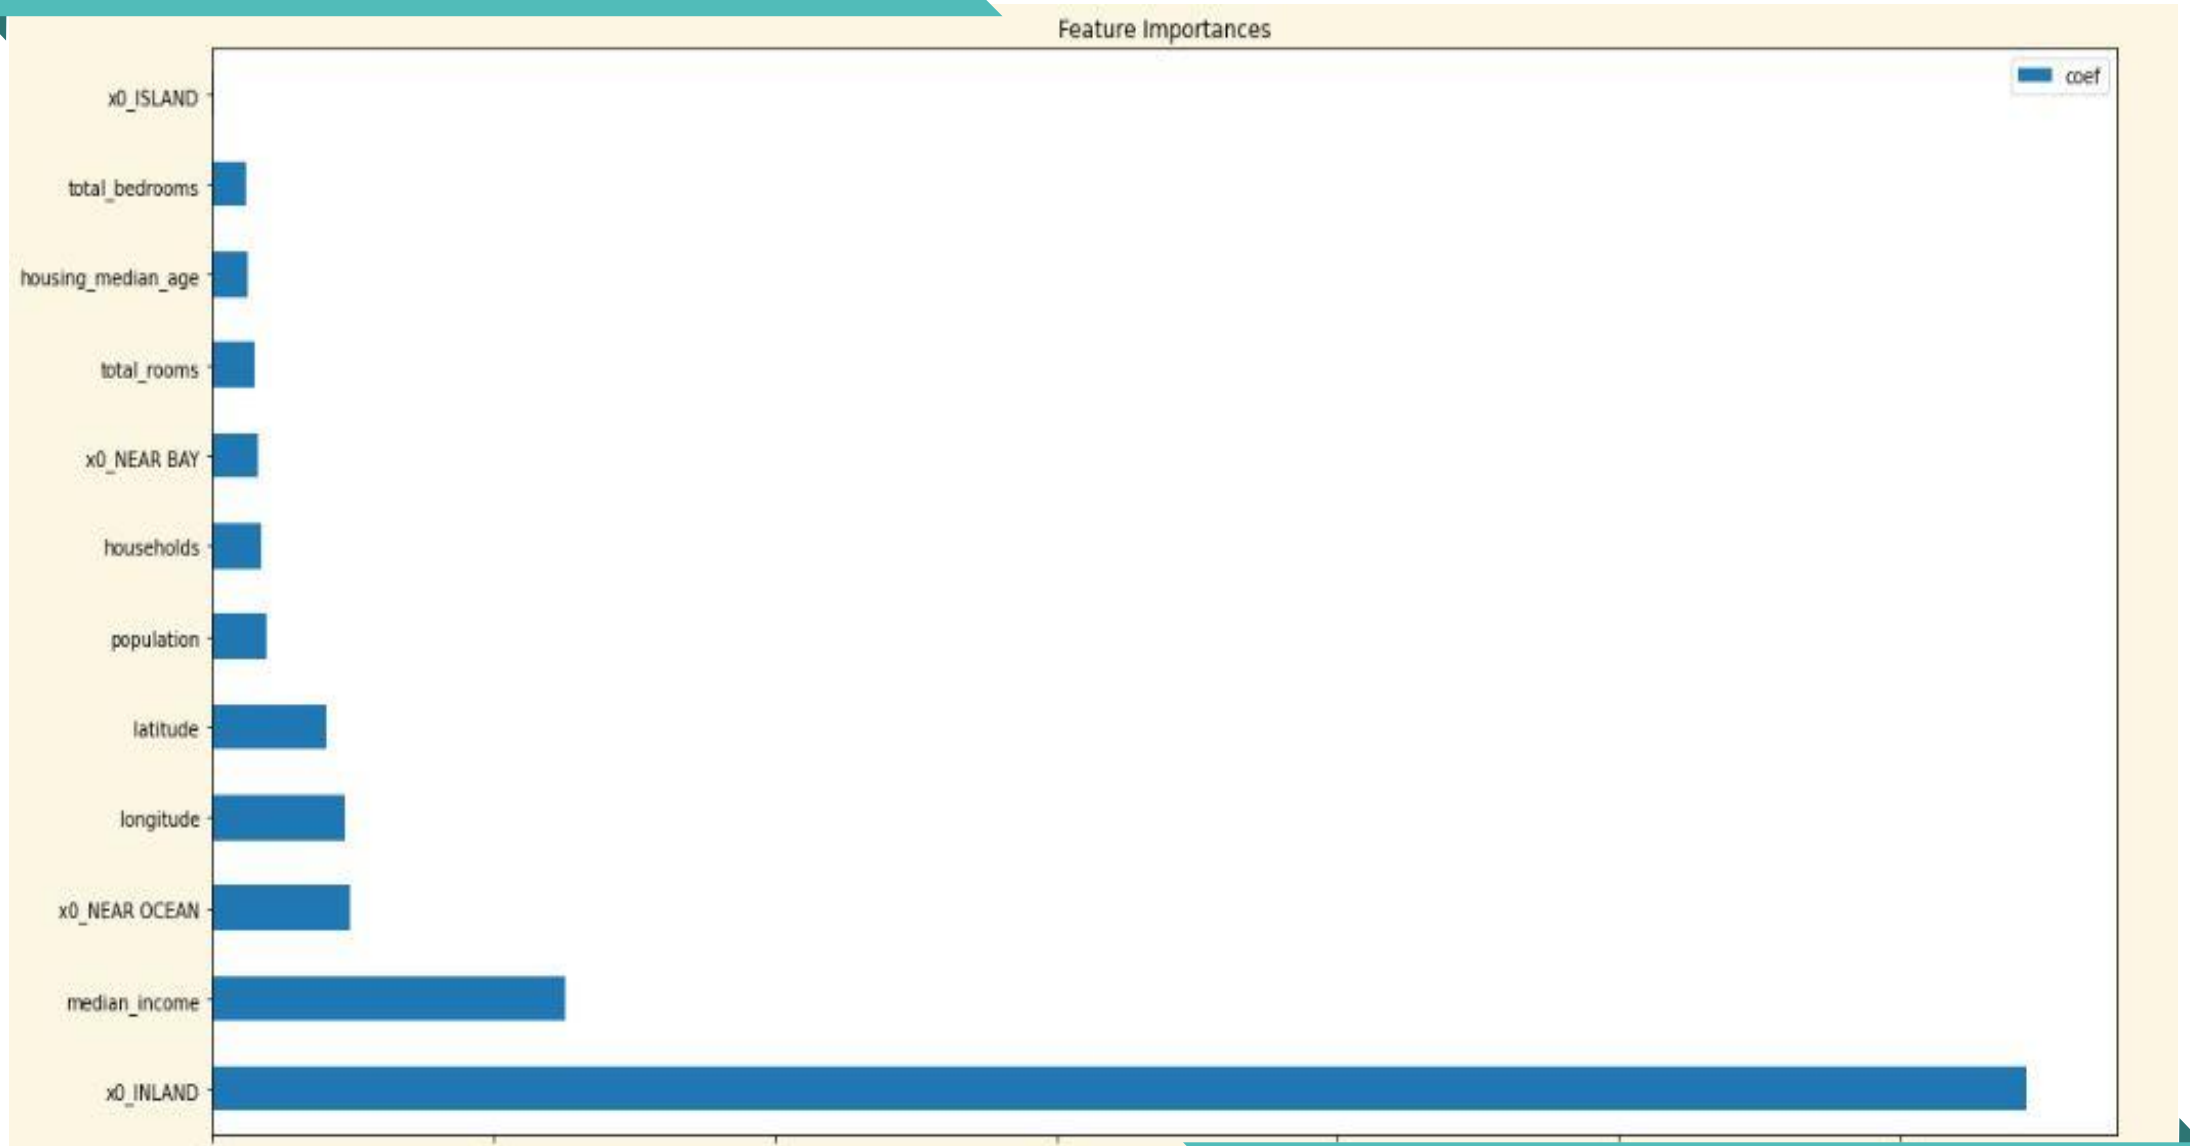 Feature Importances
coef
x0_ISLAND
total_bedrooms
housing_median_age
total_rooms
x0_NEAR BAY
households
population
latitude
longitude
x0_NEAR OCEAN
median_income
x0_INLAND